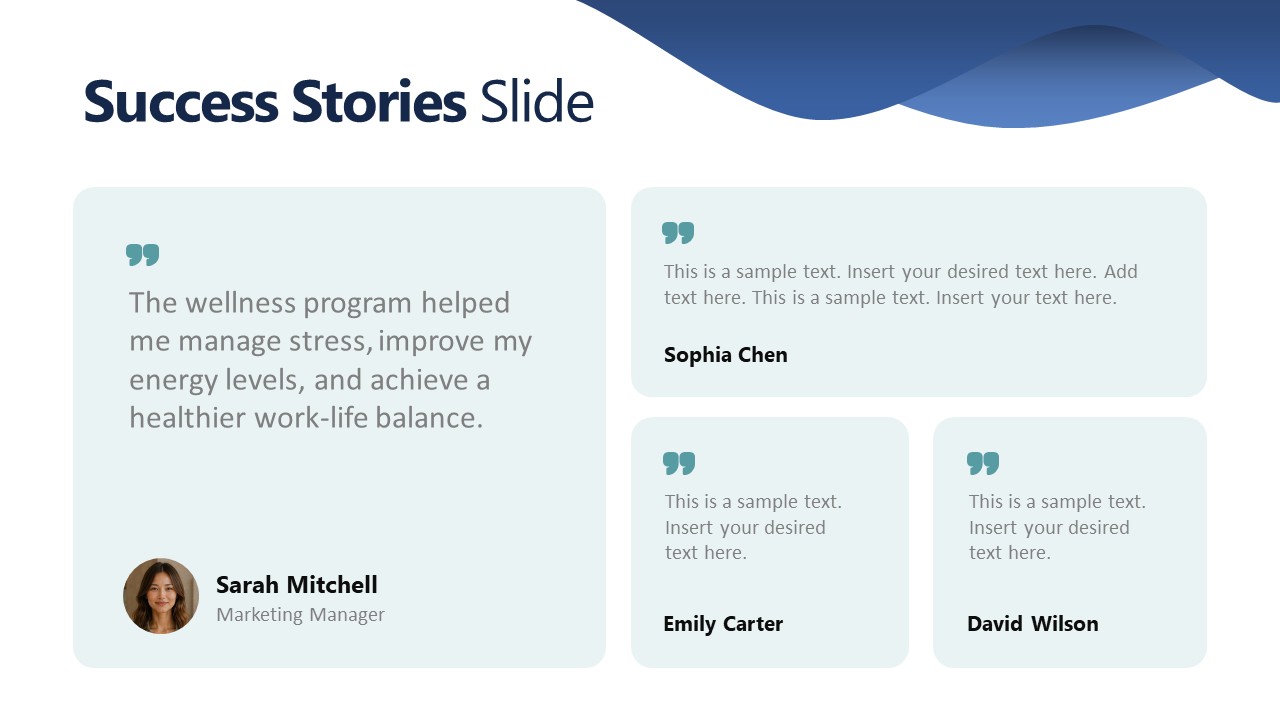 Success Stories Slide
The wellness program helped
me manage stress, improve my
energy levels, and achieve a
healthier work-life balance.
Sarah Mitchell
Marketing Manager
This is a sample text. Insert your desired text here. Add
text here. This is a sample text. Insert your text here.
Sophia Chen
This is a sample text.
Insert your desired
text here.
Emily Carter
This is a sample text.
Insert your desired
text here.
David Wilson